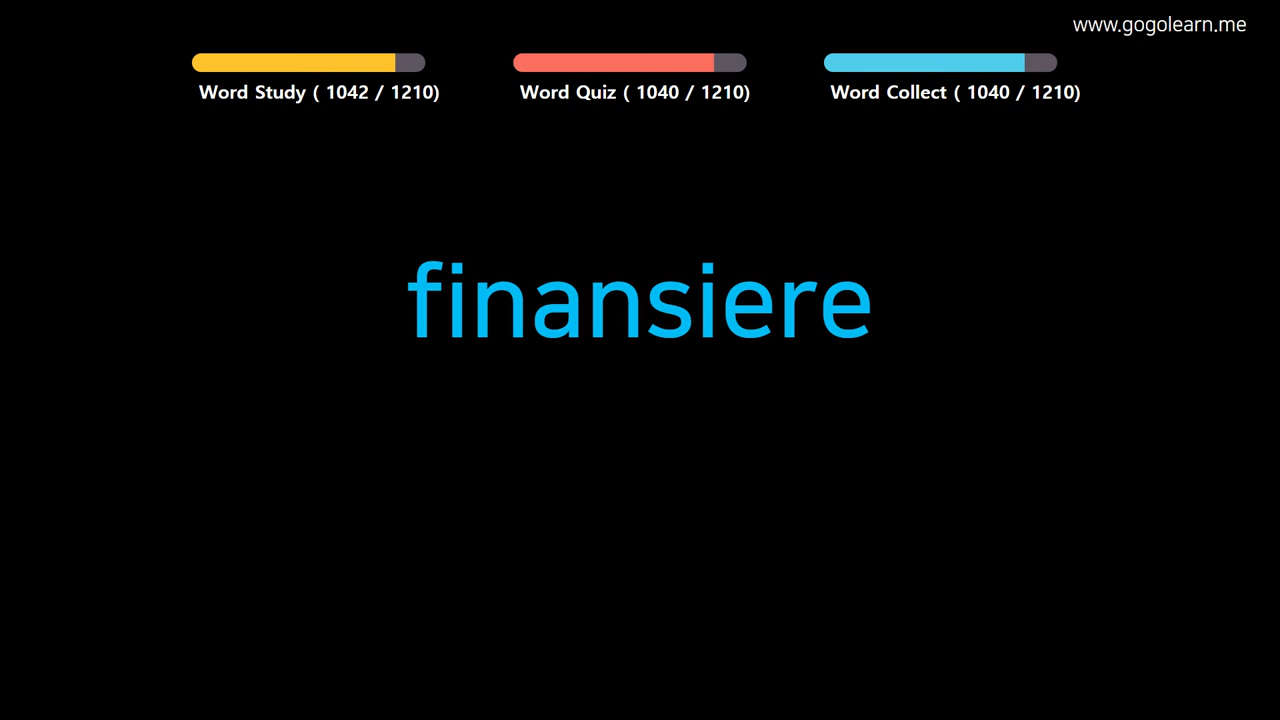 www.gogolearn.me
Word Study ( 1042 / 1210)
Word Quiz ( 1040 / 1210)
Word Collect ( 1040 / 1210)
finansiere